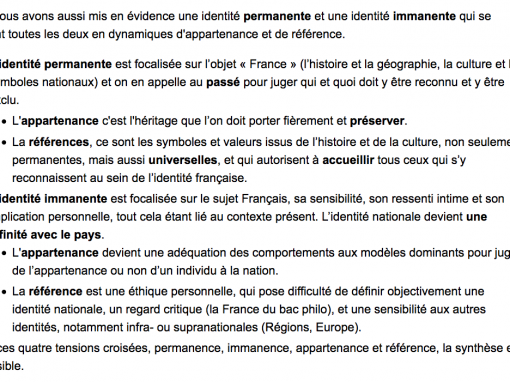 ous avons aussi mis en évidence une identité permanente et une identité immanente qui se
t toutes les deux en dynamiques d'appartenance et de référence.
identité permanente est focalisée sur l'objet « France » (l'histoire et la géographie, la culture et l
mboles nationaux) et on en appelle au passé pour juger qui et quoi doit y être reconnu et y être
clu.
• L'appartenance c'est l'héritage que l'on doit porter fièrement et préserver.
• La références, ce sont les symboles et valeurs issus de l'histoire et de la culture, non seuleme
permanentes, mais aussi universelles, et qui autorisent à accueillir tous ceux qui s'y
reconnaissent au sein de l'identité française.
identité immanente est focalisée sur le sujet Français, sa sensibilité, son ressenti intime et son
plication personnelle, tout cela étant lié au contexte présent. L'identité nationale devient une
finité avec le pays.
• L'appartenance devient une adéquation des comportements aux modèles dominants pour jug
de l'appartenance ou non d'un individu à la nation.
• La référence est une éthique personnelle, qui pose difficulté de définir objectivement une
identité nationale, un regard critique (la France du bac philo), et une sensibilité aux autres
identités, notamment infra- ou supranationales (Régions, Europe).
ces quatre tensions croisées, permanence, immanence, appartenance et référence, la synthèse e
sible.